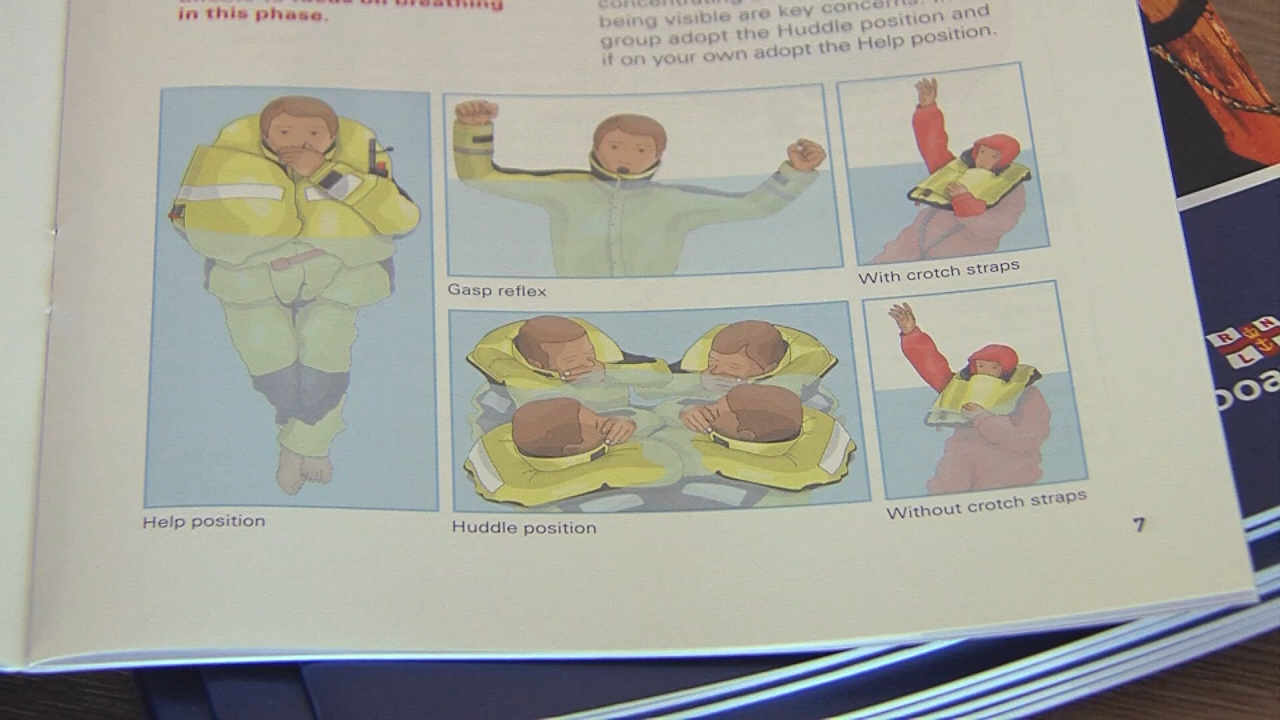 in this phase.
being visible are key concerns.
group adopt the Huddle position and
if on your own adopt the Help position.
Gasp reflex
With crotch straps
Help position
Huddle position
Without crotch straps
7
R N
L